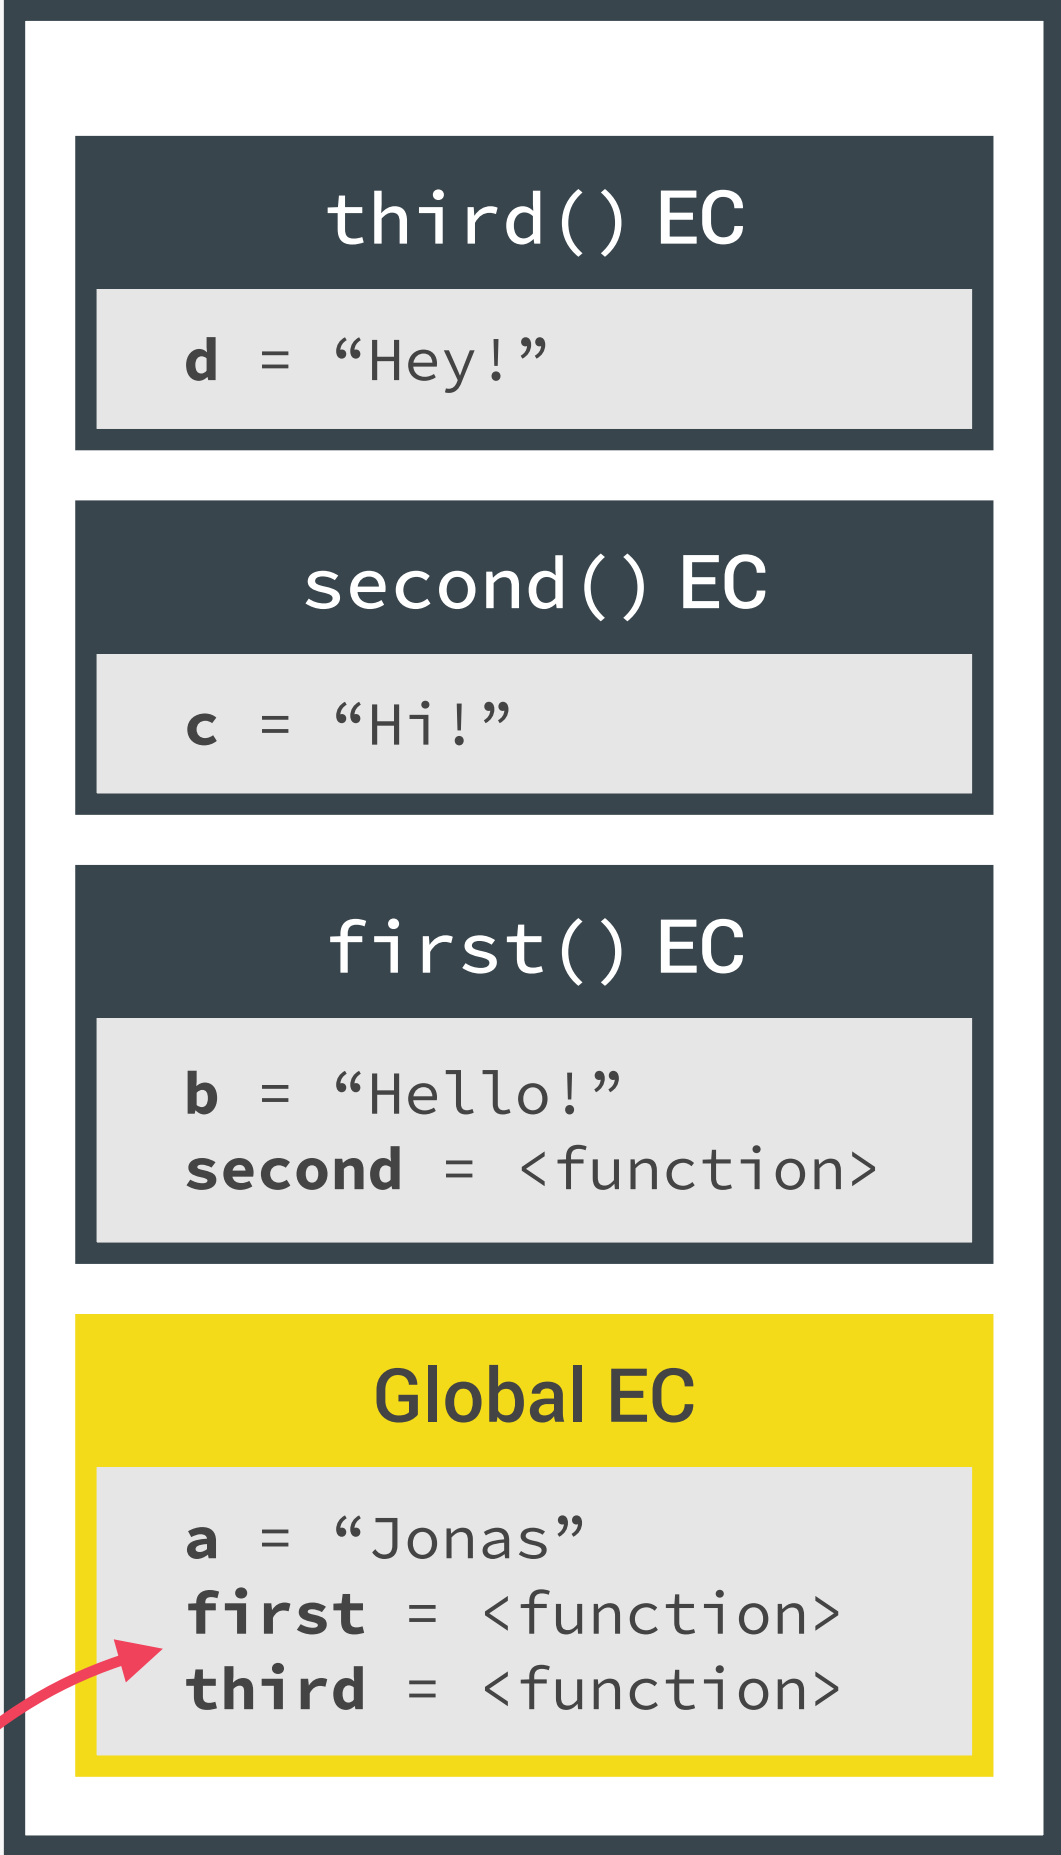 third() EC
d = “Hey!”
second() EC
c = “Hi!”
first() EC
b = “Hello!”
second = <function>
Global EC
a = “Jonas”
first = <function>
third = <function>